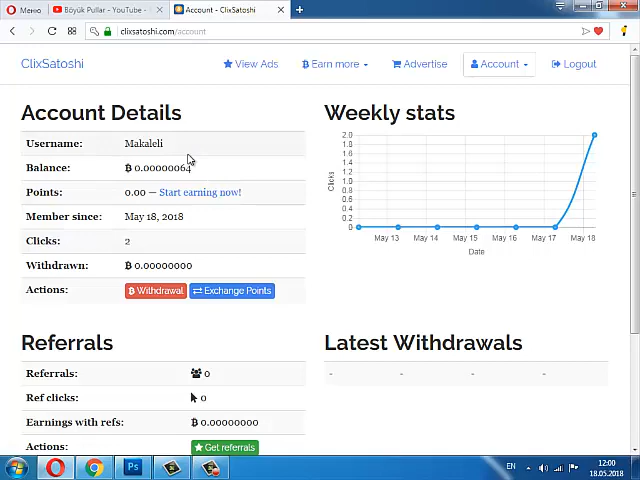 Меню
Böyük Pullar - YouTube -
Account - ClixSatoshi
clixsatoshi.com/account
ClixSatoshi
View Ads
Earn more
Advertise
Account
Logout
Account Details
Username: Makaleli
Balance: ฿ 0.00000064
Points: 0.00 — Start earning now!
Member since: May 18, 2018
Clicks: 2
Withdrawn: ฿ 0.00000000
Actions: ฿ Withdrawal Exchange Points
Weekly stats
2.0
1.8
1.6
1.4
1.2
1.0
0.8
0.6
0.4
0.2
0
Clicks
May 13 May 14 May 15 May 16 May 17 May 18
Date
Referrals
Referrals: 0
Ref clicks: 0
Earnings with refs: ฿ 0.00000000
Actions: Get referrals
Latest Withdrawals
- - - -
Ps
EN
12:00
18.05.2018